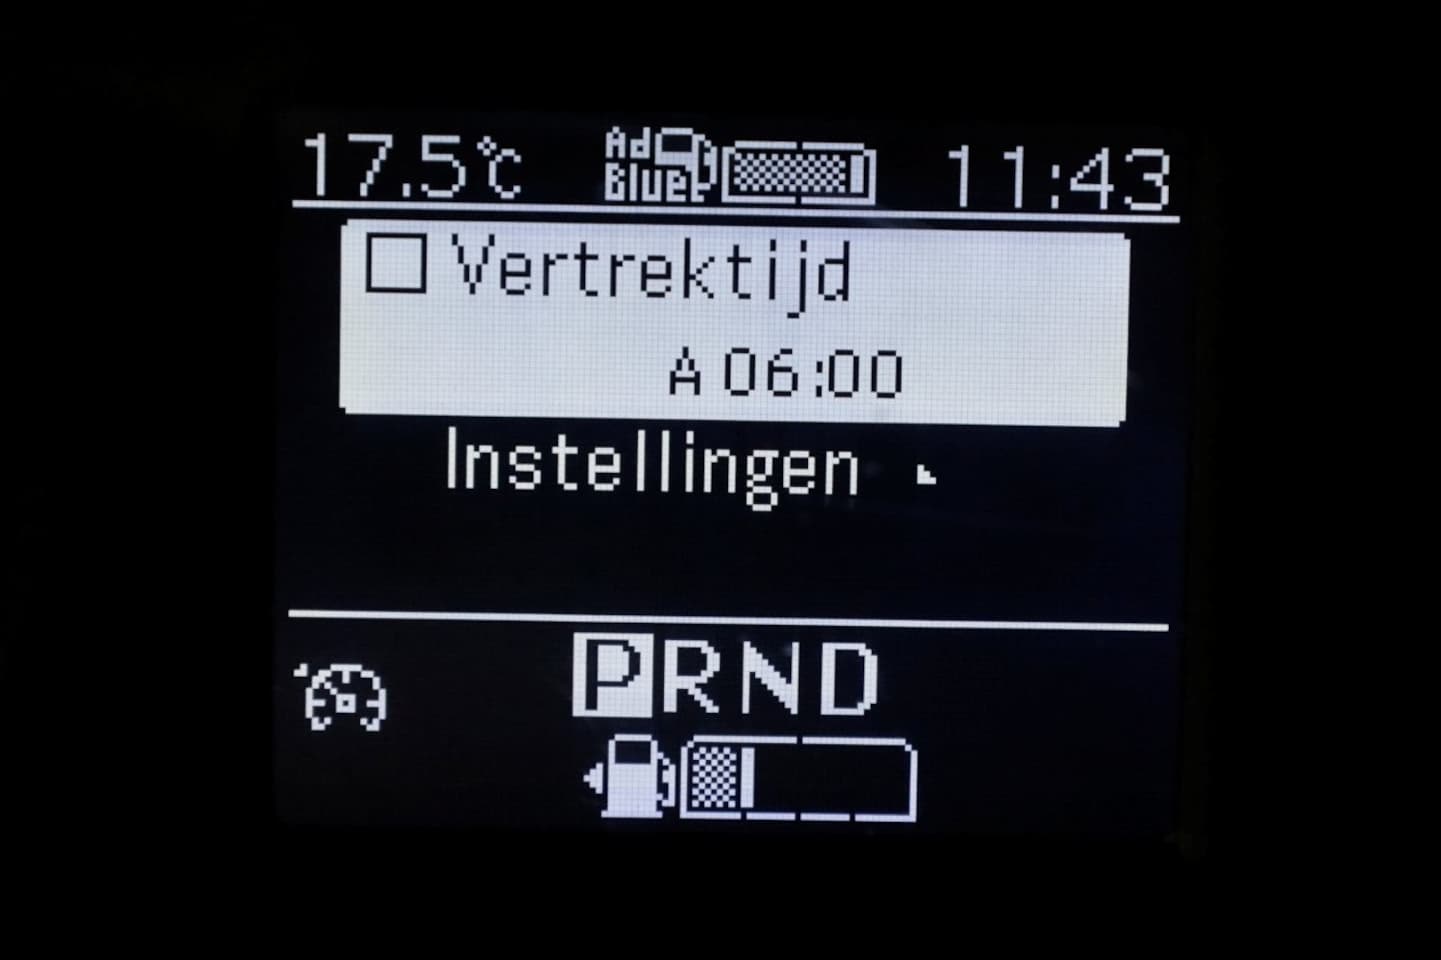 17.5℃ Ad Blue 11:43
Vertrektijd
A 06:00
Instellingen
PRND